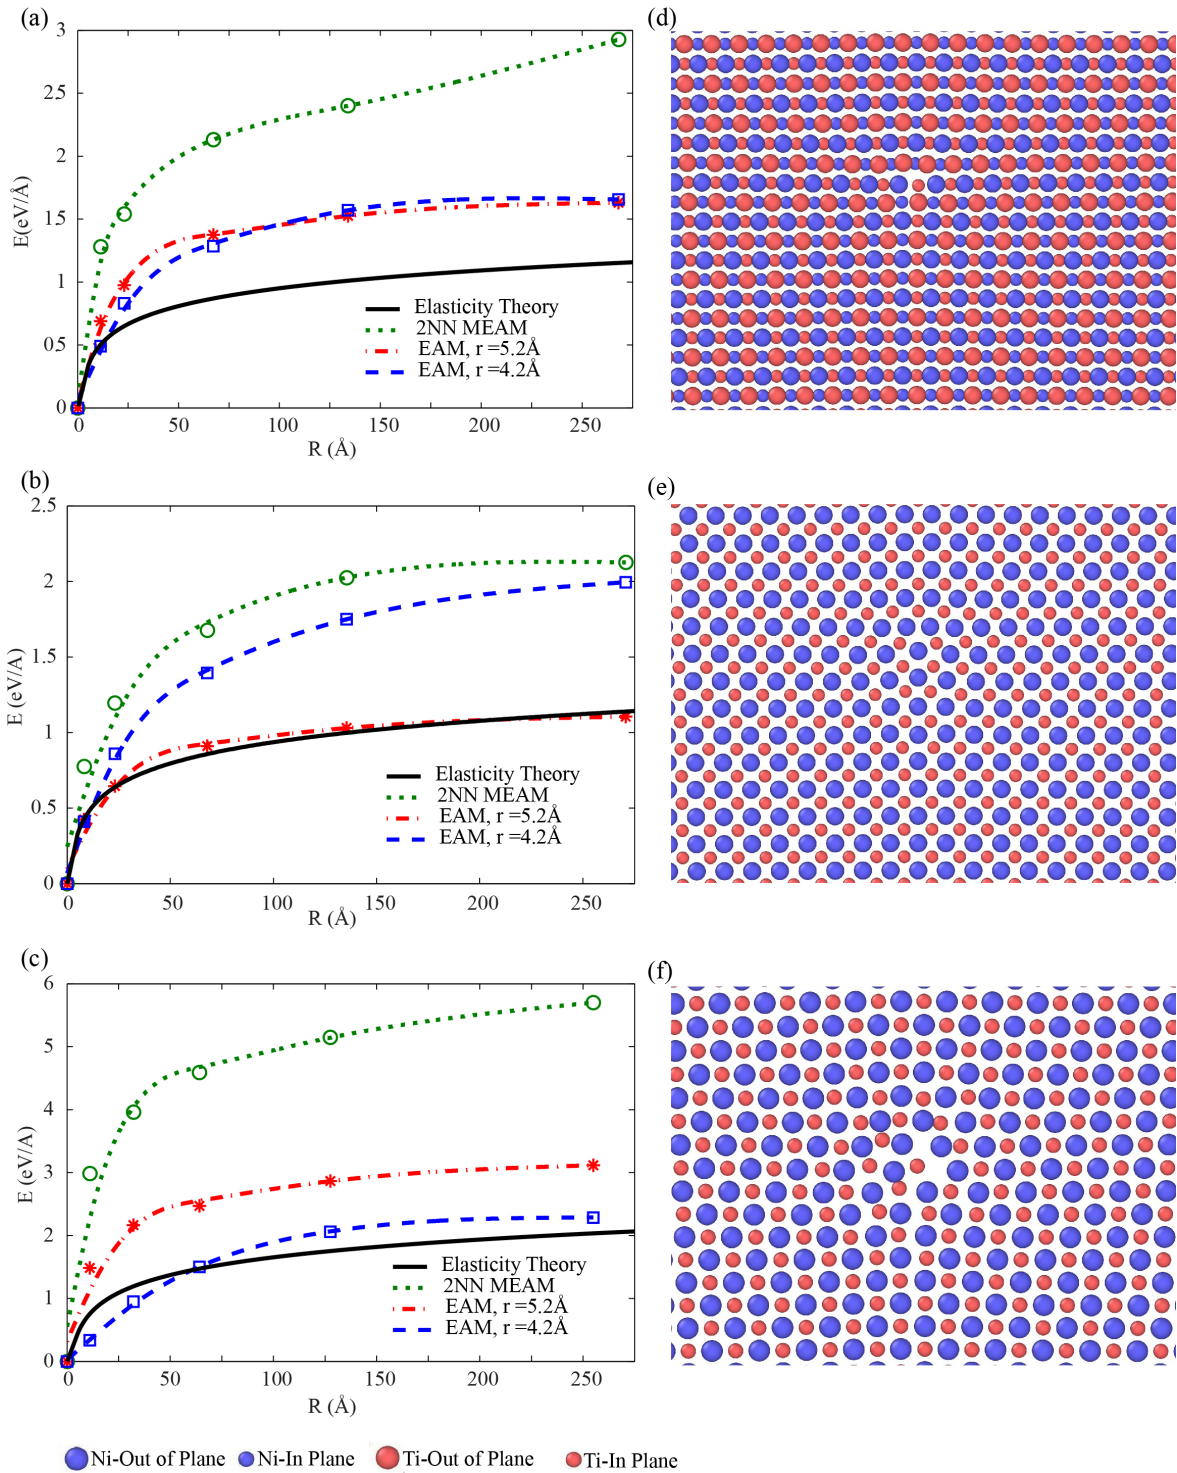 (a)
3
2.5
2
1.5
1
0.5
0
E(eV/Å)
0
50
100
150
200
250
R (Å)
Elasticity Theory
2NN MEAM
EAM, r =5.2Å
EAM, r =4.2Å
(d)
(b)
2.5
2
1.5
1
0.5
0
E (eV/A)
0
50
100
150
200
250
R (Å)
Elasticity Theory
2NN MEAM
EAM, r =5.2Å
EAM, r =4.2Å
(e)
(c)
6
5
4
3
2
1
0
E (eV/A)
0
50
100
150
200
250
R (Å)
Elasticity Theory
2NN MEAM
EAM, r =5.2Å
EAM, r =4.2Å
(f)
Ni-Out of Plane Ni-In Plane Ti-Out of Plane Ti-In Plane